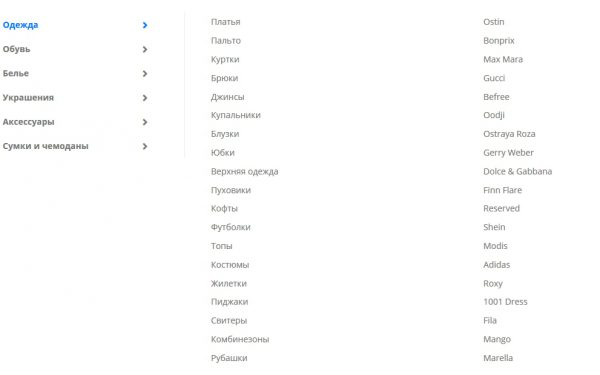 Одежда
Обувь
Белье
Украшения
Аксессуары
Сумки и чемоданы
Платья
Пальто
Куртки
Брюки
Джинсы
Купальники
Блузки
Юбки
Верхняя одежда
Пуховики
Кофты
Футболки
Топы
Костюмы
Жилетки
Пиджаки
Свитеры
Комбинезоны
Рубашки
Ostin
Bonprix
Max Mara
Gucci
Befree
Oodji
Ostraya Roza
Gerry Weber
Dolce & Gabbana
Finn Flare
Reserved
Shein
Modis
Adidas
Roxy
1001 Dress
Fila
Mango
Marella